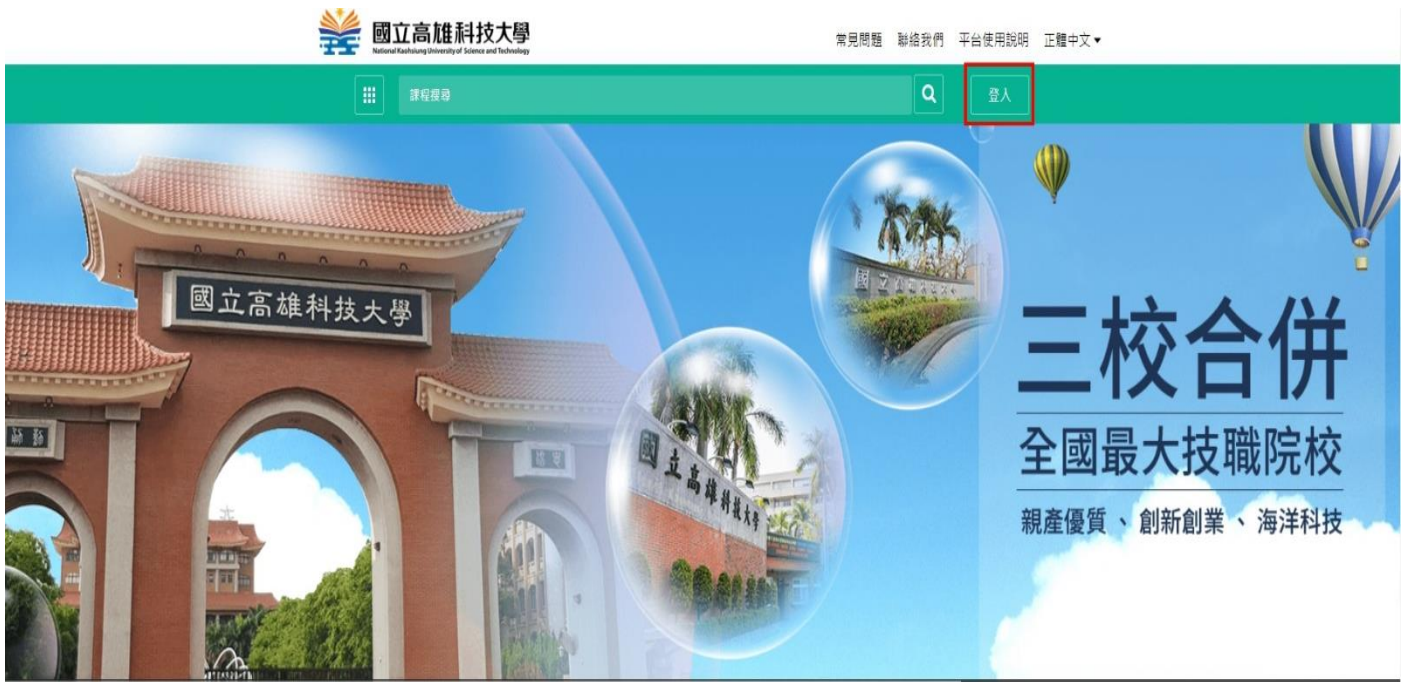 國立高雄科技大學
National Kaohsiung University of Science and Technology
常見問題 聯絡我們 平台使用說明 正體中文▼
課程搜尋
登入
國立高雄科技大學
國立高雄科技大學
三校合併
全國最大技職院校
親產優質、創新創業、海洋科技